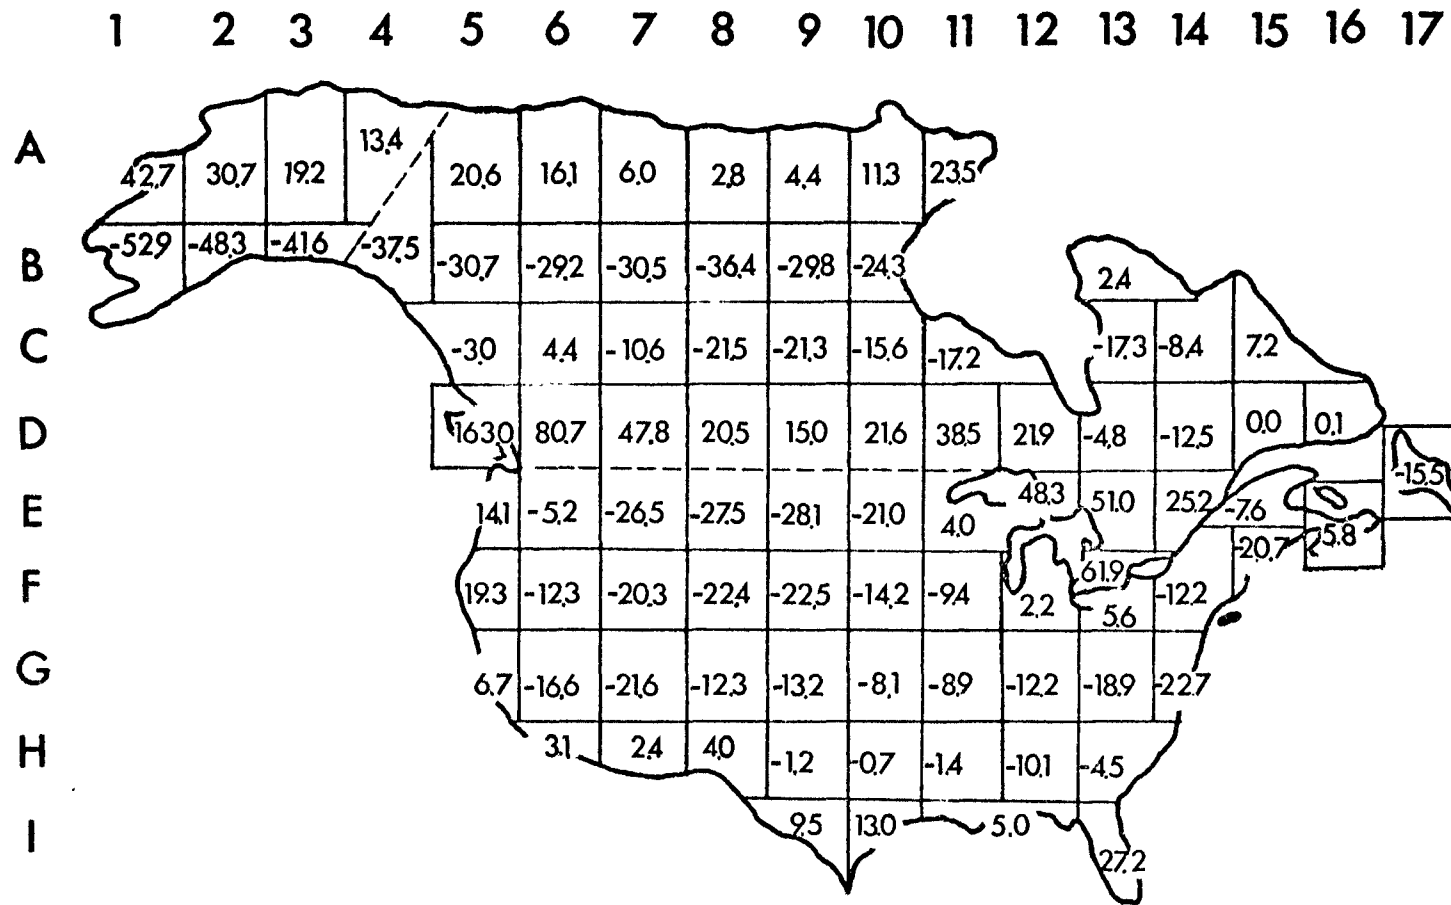 1 2 3 4 5 6 7 8 9 10 11 12 13 14 15 16 17
A 42.7 30.7 19.2 13.4 20.6 16.1 6.0 2.8 4.4 11.3 23.5
B -52.9 -48.3 -41.6 -37.5 -30.7 -29.2 -30.5 -36.4 -29.8 -24.3 2.4
C -3.0 4.4 -10.6 -21.5 -21.3 -15.6 -17.2 -17.3 -8.4 7.2
D 163.0 80.7 47.8 20.5 15.0 21.6 38.5 21.9 -4.8 -12.5 0.0 0.1 -15.5
E 14.1 -5.2 -26.5 -27.5 -28.1 -21.0 4.0 48.3 51.0 25.2 -7.6 5.8
F 19.3 -12.3 -20.3 -22.4 -22.5 -14.2 -9.4 2.2 61.9 5.6 -12.2 -20.7
G 6.7 -16.6 -21.6 -12.3 -13.2 -8.1 -8.9 -12.2 -18.9 -22.7
H 3.1 2.4 4.0 -1.2 -0.7 -1.4 -10.1 -4.5
I 9.5 13.0 5.0 27.2